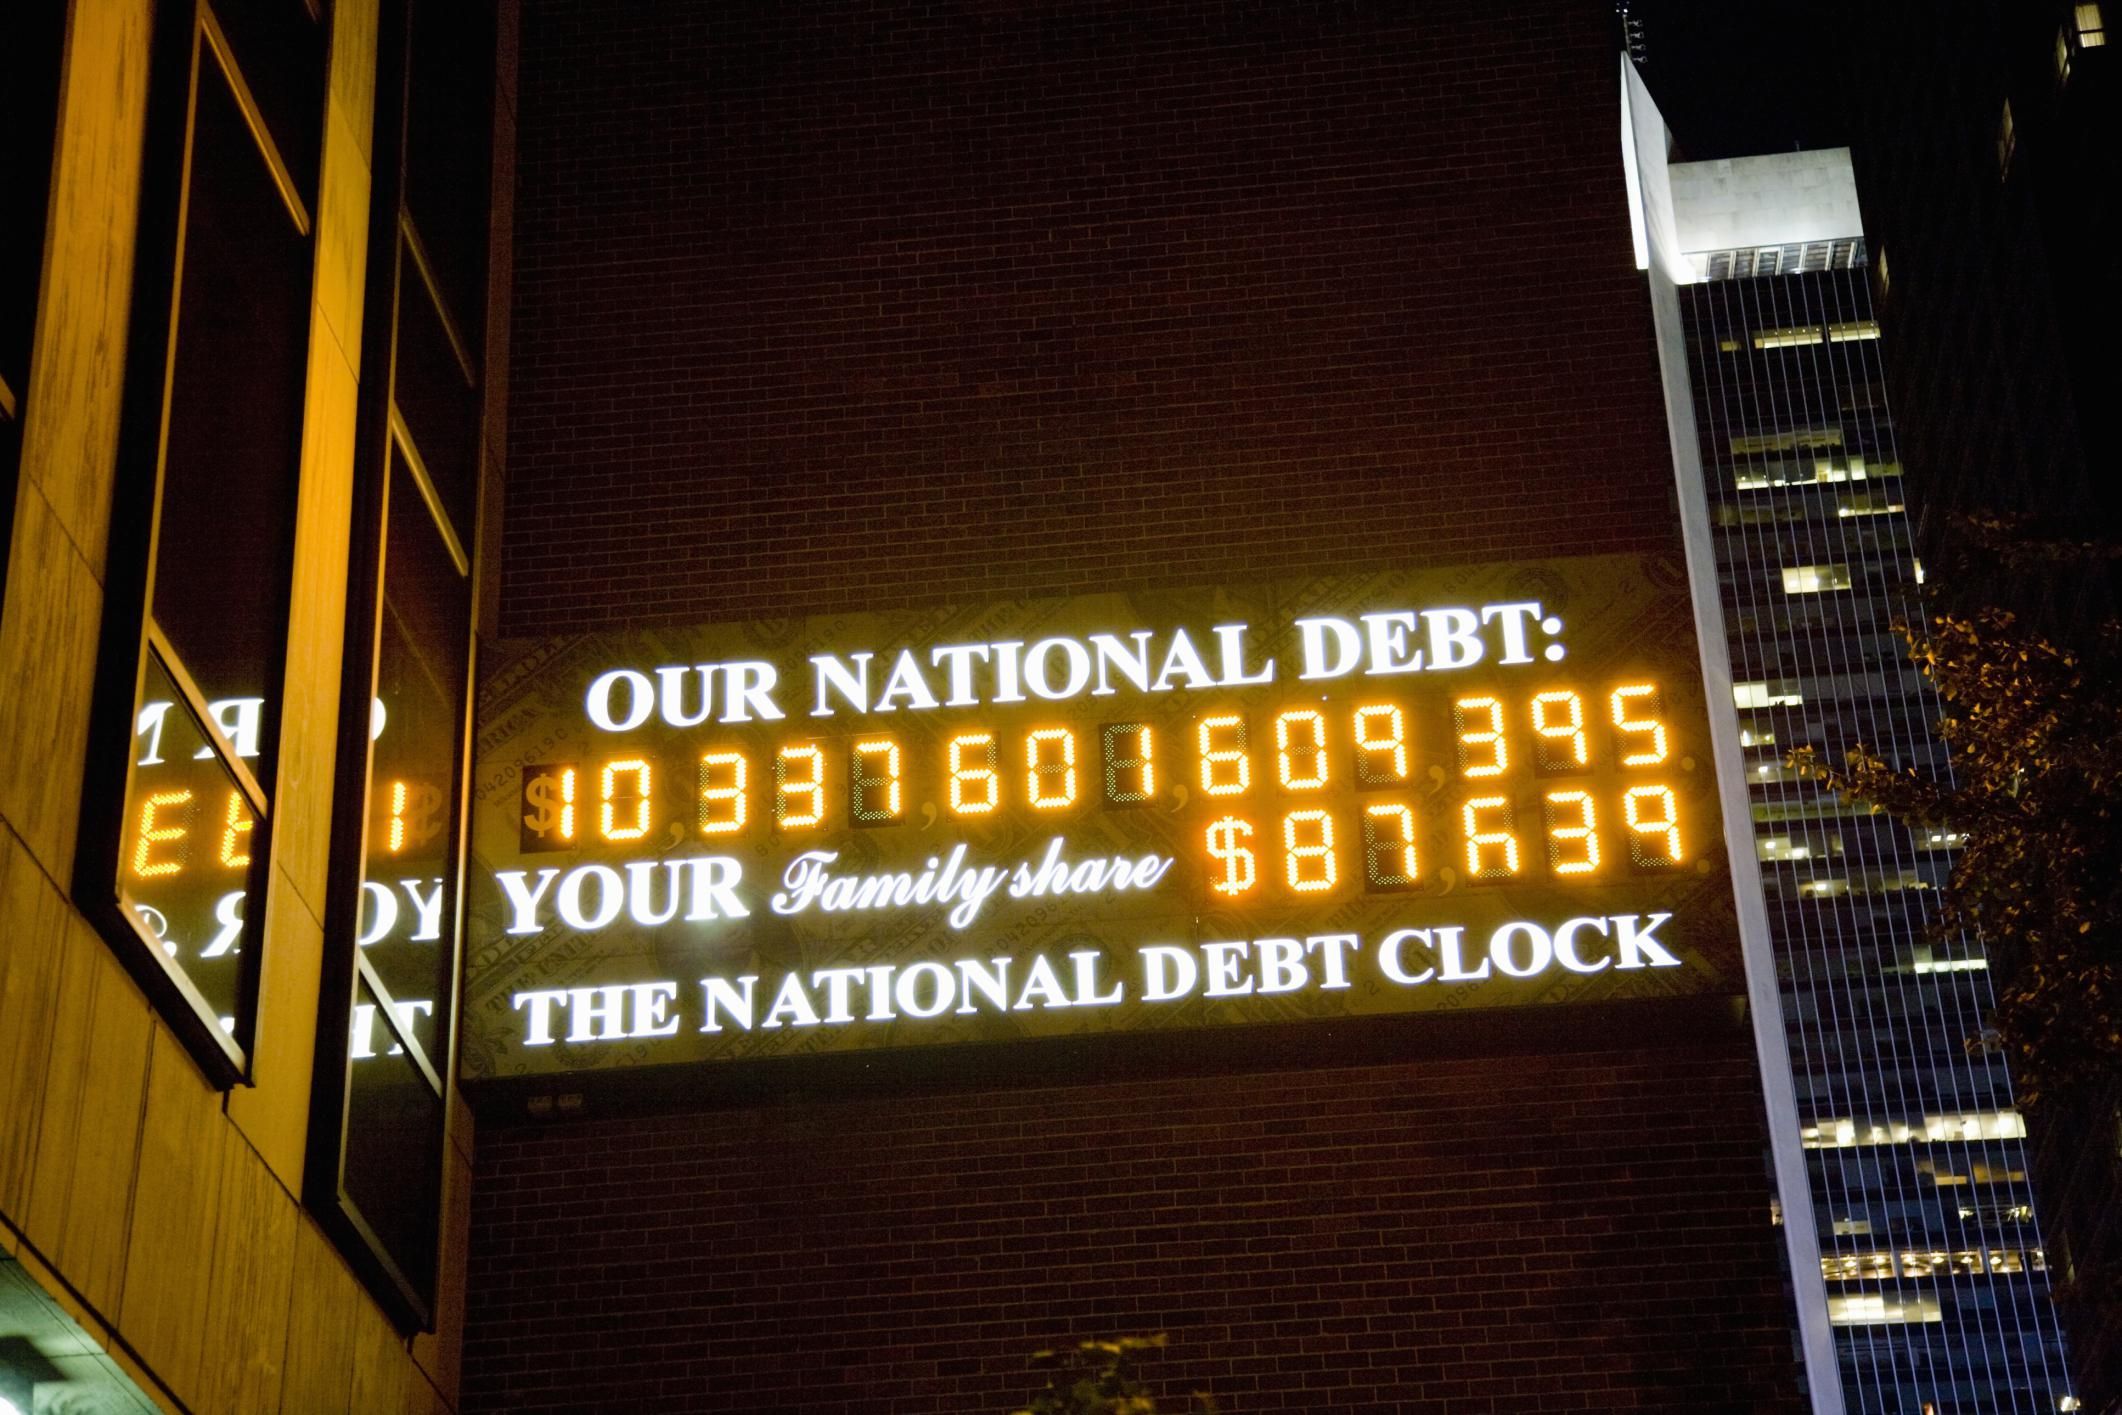 OUR NATIONAL DEBT:
$10,337,601,609,395.
YOUR Family share $87,639.
THE NATIONAL DEBT CLOCK